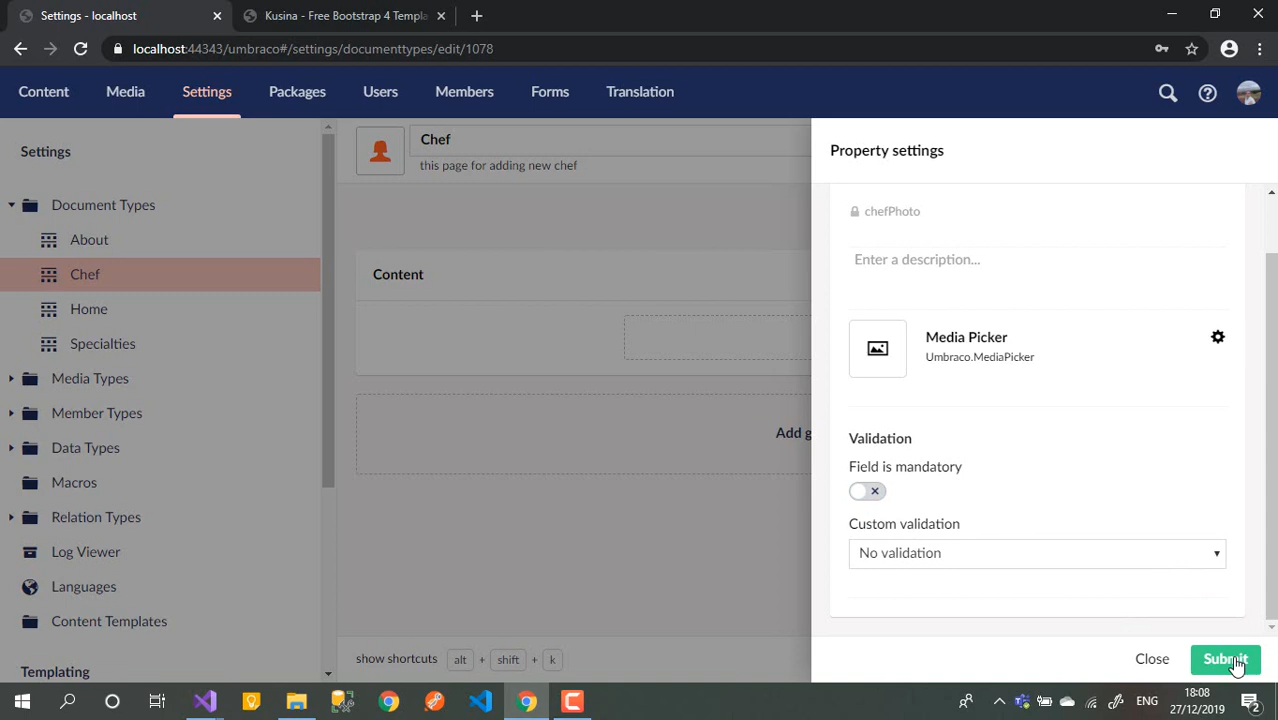 Settings - localhost
Kusina - Free Bootstrap 4 Templa
localhost:44343/umbraco#/settings/documenttypes/edit/1078
Content Media Settings Packages Users Members Forms Translation
Settings
Document Types
About
Chef
Home
Specialties
Media Types
Member Types
Data Types
Macros
Relation Types
Log Viewer
Languages
Content Templates
Templating
Chef
this page for adding new chef
Content
Add g
show shortcuts alt + shift + k
Property settings
chefPhoto
Enter a description...
Media Picker
Umbraco.MediaPicker
Validation
Field is mandatory
Custom validation
No validation
Close Submit
ENG
18:08
27/12/2019
2